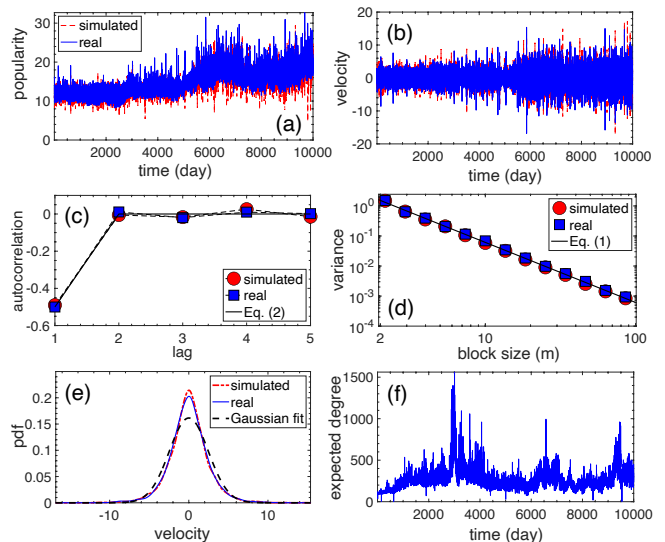 simulated
real
popularity
30
20
10
0
2000 4000 6000 8000 10000
time (day)
(a)
(b)
velocity
20
10
0
-10
-20
2000 4000 6000 8000 10000
time (day)
(c)
autocorrelation
0
-0.2
-0.4
-0.6
1 2 3 4 5
lag
simulated
real
Eq. (2)
simulated
real
Eq. (1)
variance
10^0
10^-1
10^-2
10^-3
10^-4
2 10 100
block size (m)
(d)
(e)
simulated
real
Gaussian fit
pdf
0.2
0.15
0.1
0.05
0
-10 0 10
velocity
(f)
expected degree
1500
1000
500
0
2000 4000 6000 8000 10000
time (day)